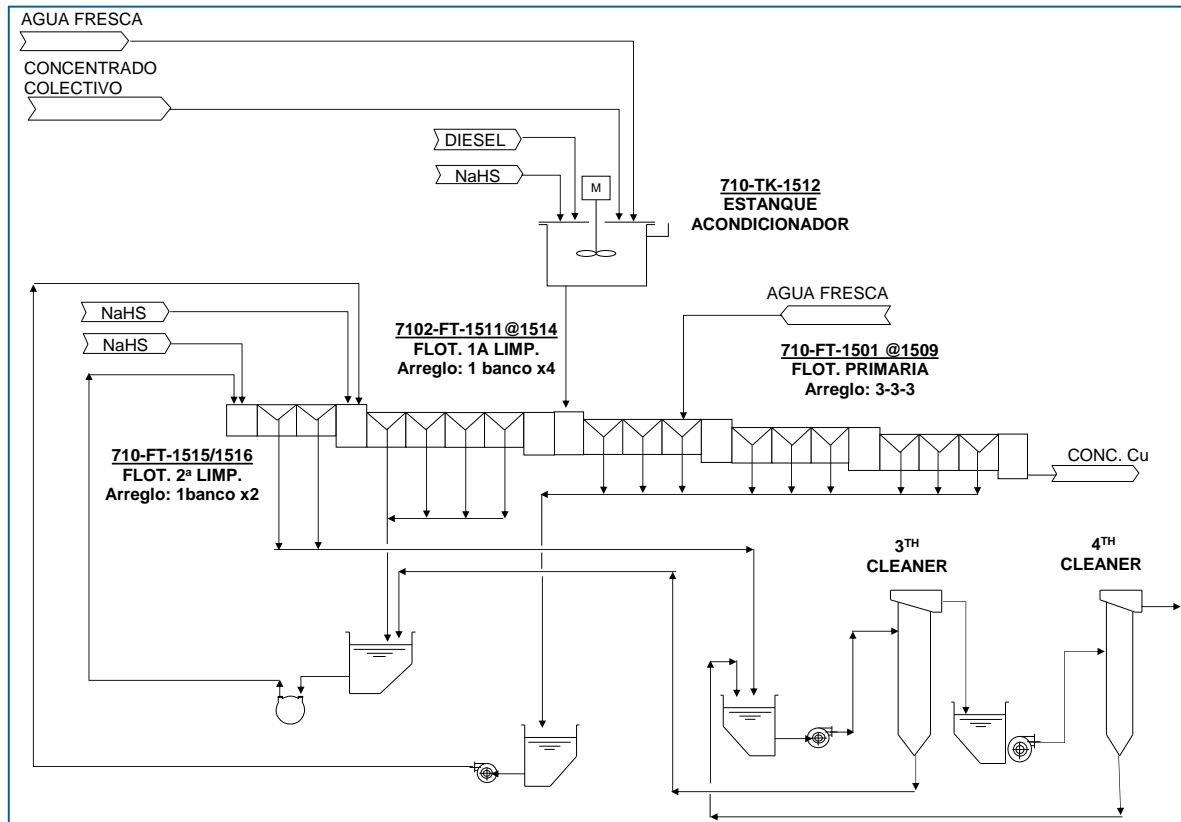 AGUA FRESCA
CONCENTRADO
COLECTIVO
DIESEL
NaHS
M
710-TK-1512
ESTANQUE
ACONDICIONADOR
AGUA FRESCA
NaHS
NaHS
7102-FT-1511@1514
FLOT. 1A LIMP.
Arreglo: 1 banco x4
710-FT-1501 @1509
FLOT. PRIMARIA
Arreglo: 3-3-3
710-FT-1515/1516
FLOT. 2ª LIMP.
Arreglo: 1banco x2
CONC. Cu
3TH
CLEANER
4TH
CLEANER